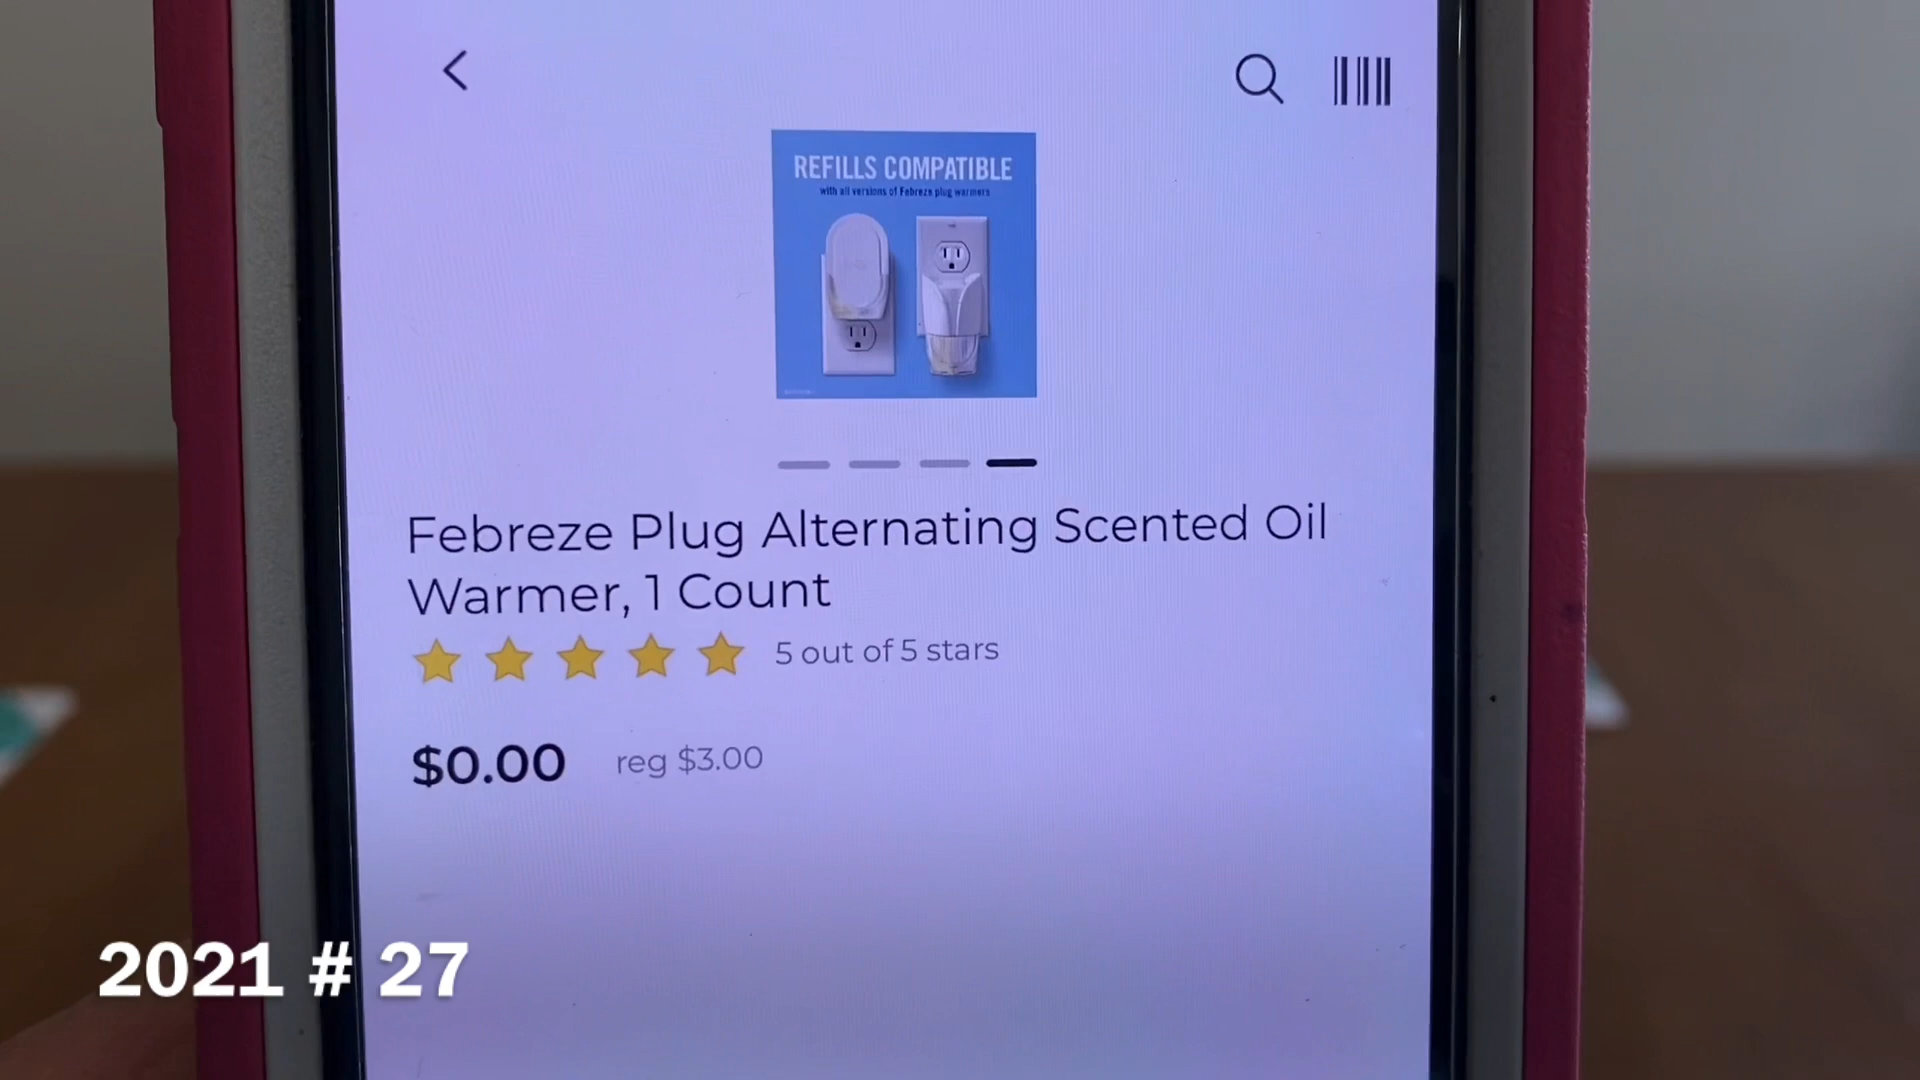 REFILLS COMPATIBLE
with all versions of Febreze plug warmers
Febreze Plug Alternating Scented Oil
Warmer, 1 Count
5 out of 5 stars
$0.00 reg $3.00
2021 # 27